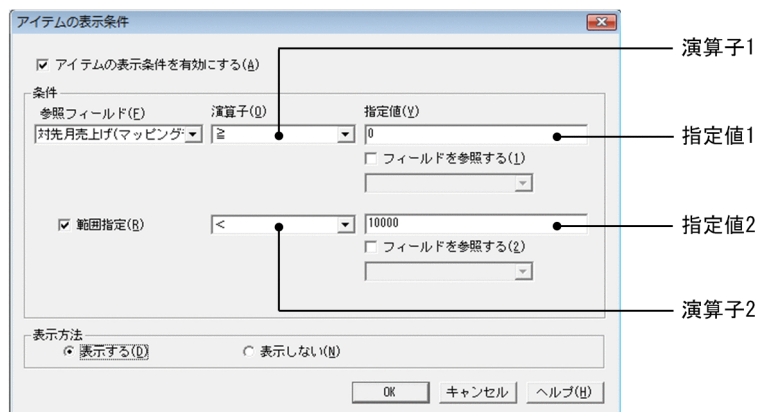 アイテムの表示条件
演算子1
アイテムの表示条件を有効にする(A)
条件
参照フィールド(F) 演算子(O) 指定値(V)
対先月売上げ(マッピング ≧ 0 指定値1
フィールドを参照する(1)
範囲指定(R) < 10000 指定値2
フィールドを参照する(2)
演算子2
表示方法
表示する(D) 表示しない(N)
OK キャンセル ヘルプ(H)